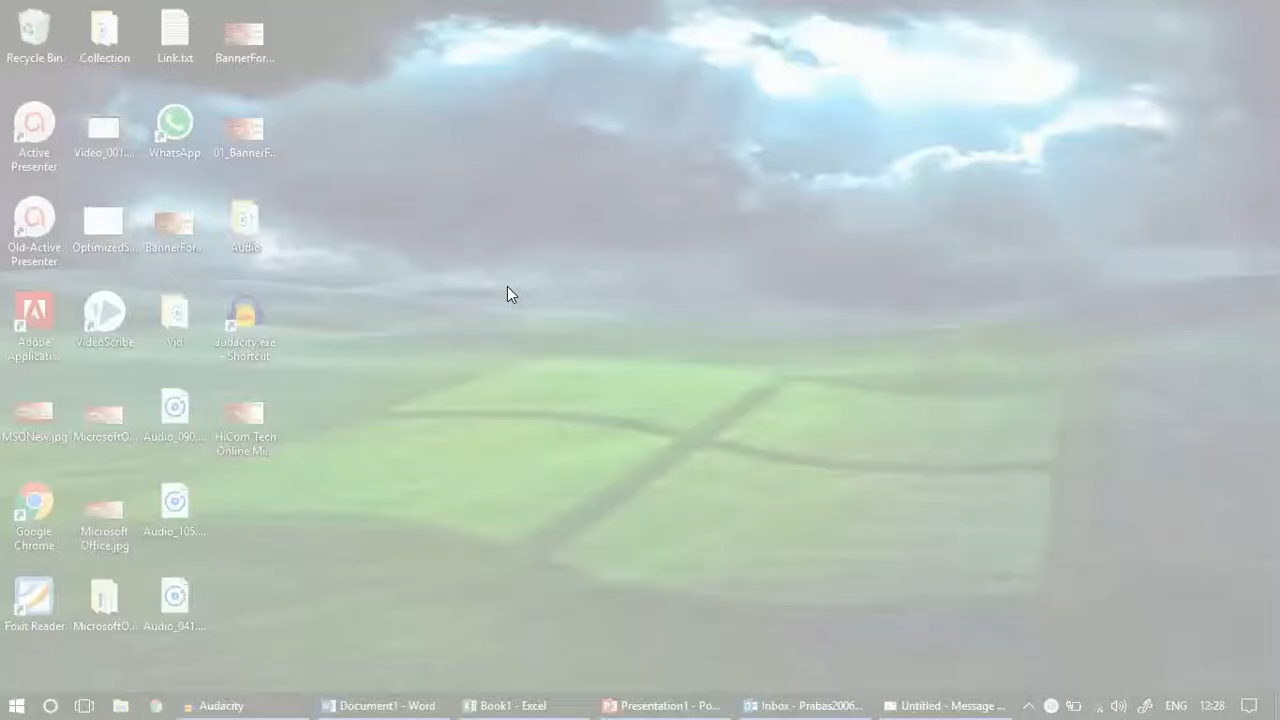 Recycle Bin
Collection
Link.txt
BannerFor...
Active
Presenter
Video_001....
WhatsApp
01_BannerF...
Old-Active
Presenter
OptimizedS...
BannerFor...
Audio
Adobe
Applicati...
VideoScribe
Vid
audacity.exe
- Shortcut
MSONew.jpg
MicrosoftO...
Audio_090....
HiCom Tech
Online Mi...
Google
Chrome
Microsoft
Office.jpg
Audio_105....
Foxit Reader
MicrosoftO...
Audio_041....
Audacity
Document1 - Word
Book1 - Excel
Presentation1 - Po...
Inbox - Prabas2006...
Untitled - Message ...
ENG
12:28